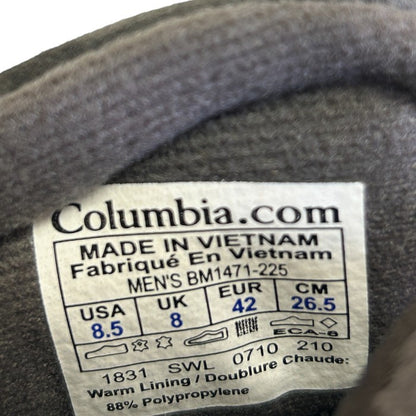 Columbia.com
MADE IN VIETNAM
Fabriqué En Vietnam
MEN'S BM1471-225
USA UK EUR CM
8.5 8 42 26.5
ECA-6
1831 SWL 0710 210
Warm Lining / Doublure Chaude:
88% Polypropylene